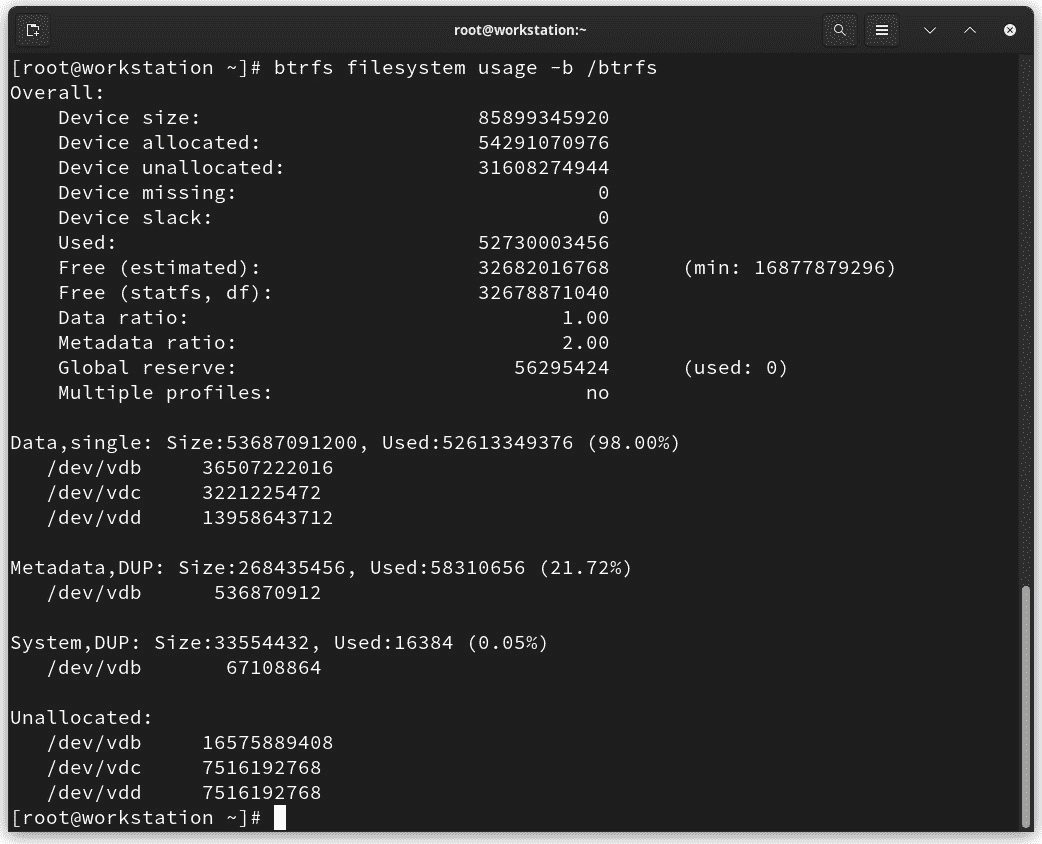 root@workstation:~
[root@workstation ~]# btrfs filesystem usage -b /btrfs
Overall:
    Device size:                       85899345920
    Device allocated:                  54291070976
    Device unallocated:                31608274944
    Device missing:                              0
    Device slack:                                0
    Used:                              52730003456
    Free (estimated):                  32682016768      (min: 16877879296)
    Free (statfs, df):                 32678871040
    Data ratio:                               1.00
    Metadata ratio:                           2.00
    Global reserve:                       56295424      (used: 0)
    Multiple profiles:                          no

Data,single: Size:53687091200, Used:52613349376 (98.00%)
   /dev/vdb     36507222016
   /dev/vdc     3221225472
   /dev/vdd     13958643712

Metadata,DUP: Size:268435456, Used:58310656 (21.72%)
   /dev/vdb      536870912

System,DUP: Size:33554432, Used:16384 (0.05%)
   /dev/vdb       67108864

Unallocated:
   /dev/vdb     16575889408
   /dev/vdc     7516192768
   /dev/vdd     7516192768
[root@workstation ~]#